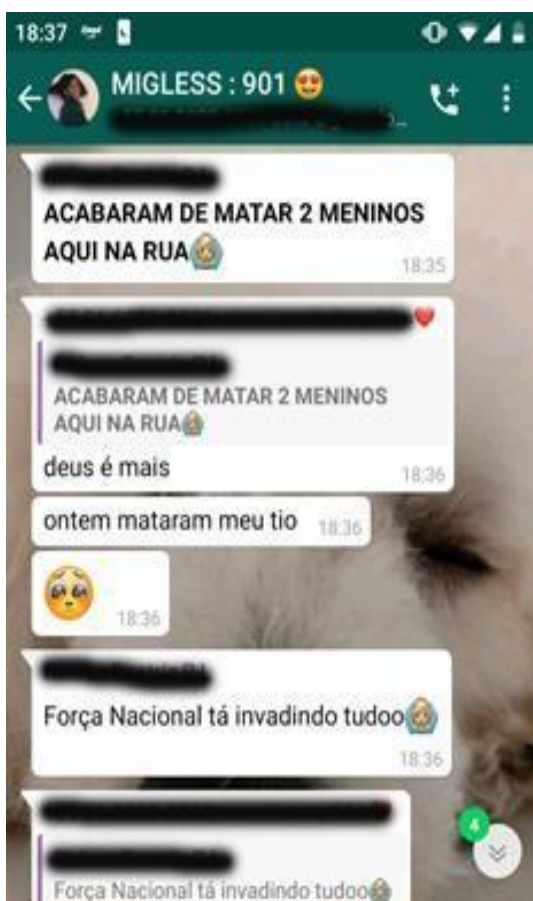 18:37
MIGLESS : 901 😍
ACABARAM DE MATAR 2 MENINOS
AQUI NA RUA🙆🏼
18:35
❤️
ACABARAM DE MATAR 2 MENINOS
AQUI NA RUA🙆🏼
deus é mais
18:36
ontem mataram meu tio 18:36
🥺
18:36
Força Nacional tá invadindo tudoo🙆🏼
18:36
4
Força Nacional tá invadindo tudoo🙆🏼